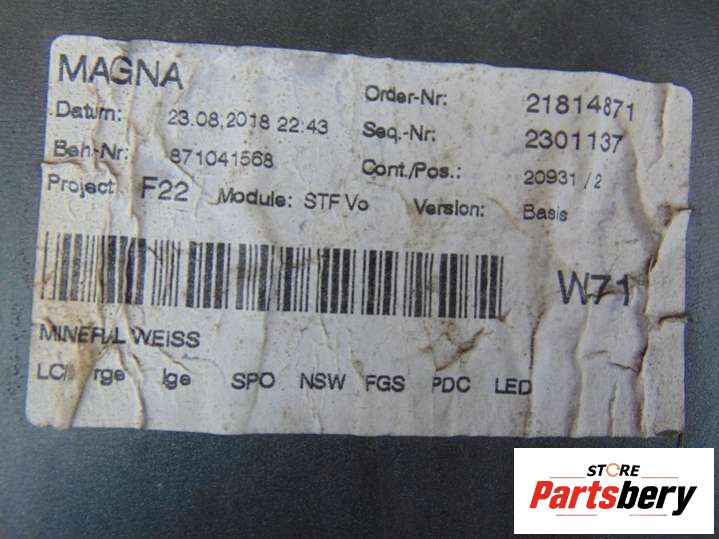 MAGNA
Datum: 23.08.2018 22:43
Beh-Nr: 871041568
Project F22 Module: STF Vo Version: Basis
Order-Nr: 21814871
Seq.-Nr: 2301137
Cont./Pos.: 20931 / 2
W71
MINERAL WEISS
LCI rge lge SPO NSW FGS PDC LED
STORE
Partsbery